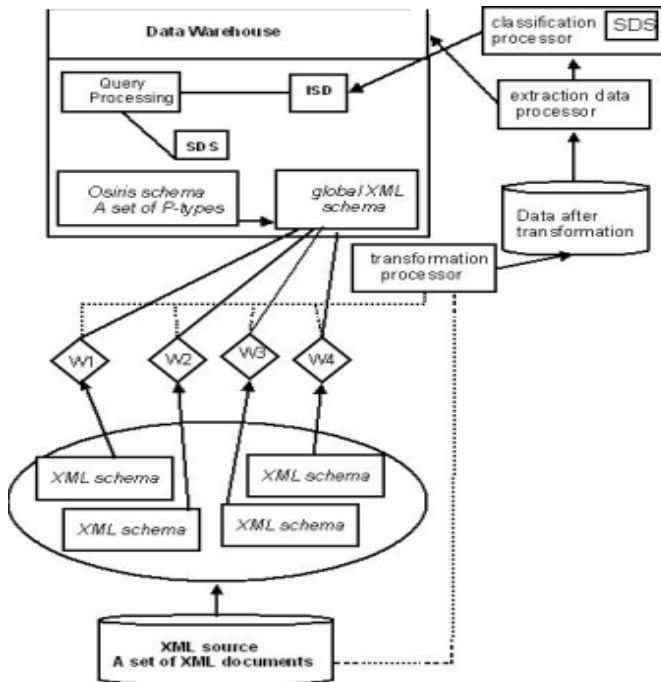 Data Warehouse
classification
processor
SDS
Query
Processing
ISD
extraction data
processor
SDS
Osiris schema
A set of P-types
global XML
schema
Data after
transformation
transformation
processor
W1
W2
W3
W4
XML schema
XML schema
XML schema
XML schema
XML source
A set of XML documents